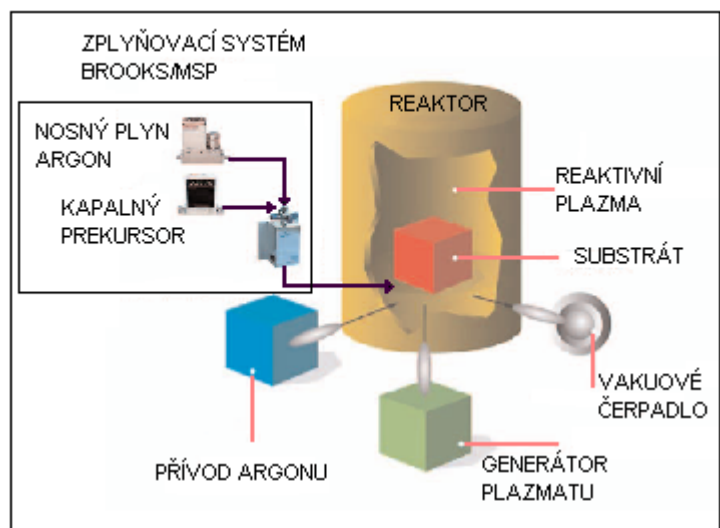 ZPLYŇOVACÍ SYSTÉM
BROOKS/MSP
NOSNÝ PLYN
ARGON
KAPALNÝ
PREKURSOR
REAKTOR
REAKTIVNÍ
PLAZMA
SUBSTRÁT
VAKUOVÉ
ČERPADLO
PŘÍVOD ARGONU
GENERÁTOR
PLAZMATU